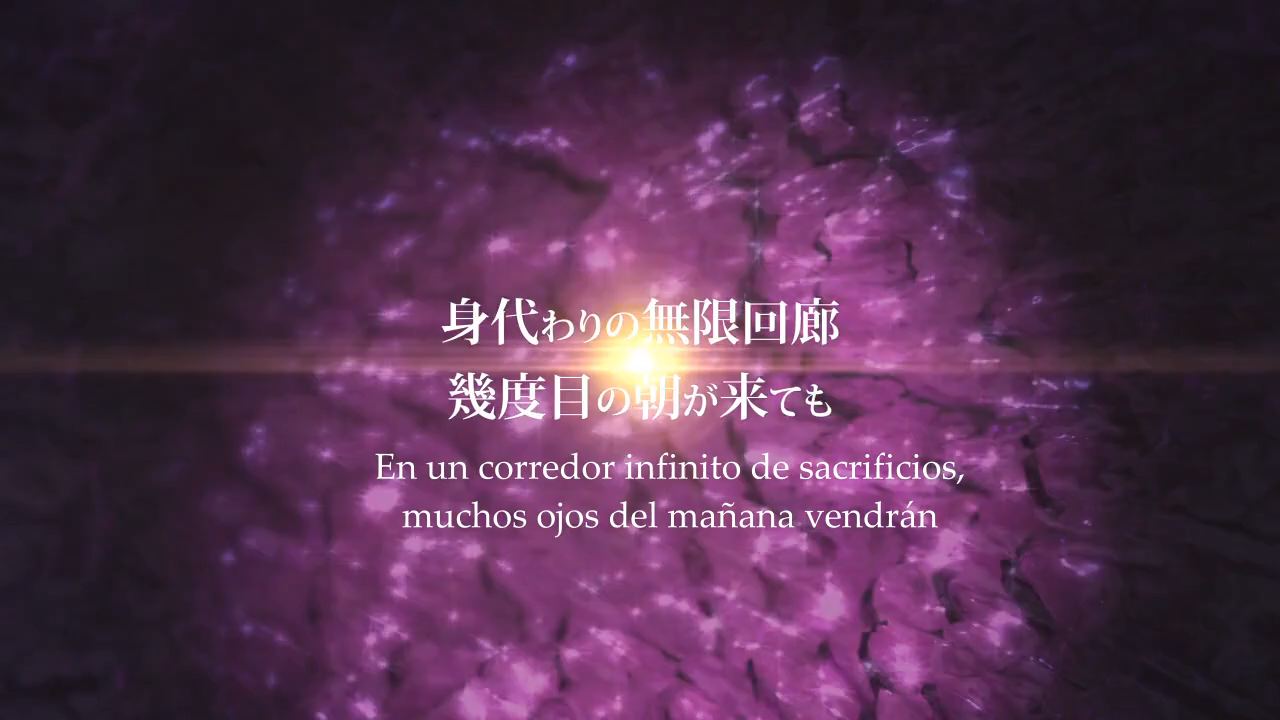 身代わりの無限回廊
幾度目の朝が来ても
En un corredor infinito de sacrificios,
muchos ojos del mañana vendrán